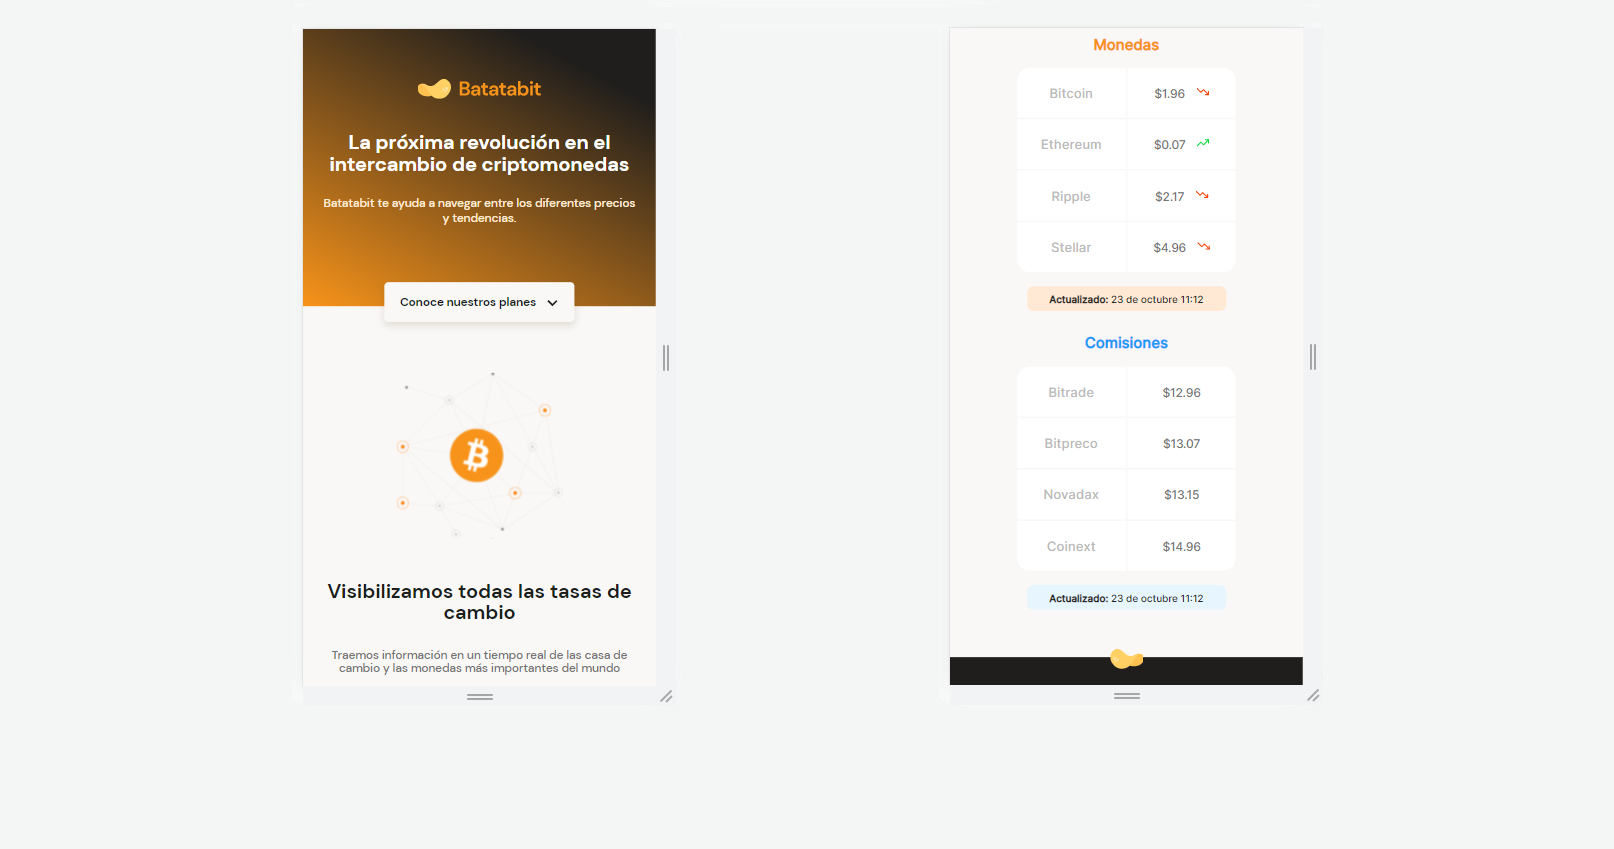 Batatabit
La próxima revolución en el
intercambio de criptomonedas
Batatabit te ayuda a navegar entre los diferentes precios
y tendencias.
Conoce nuestros planes
Visibilizamos todas las tasas de
cambio
Traemos información en un tiempo real de las casa de
cambio y las monedas más importantes del mundo
Monedas
Bitcoin $1.96
Ethereum $0.07
Ripple $2.17
Stellar $4.96
Actualizado: 23 de octubre 11:12
Comisiones
Bitrade $12.96
Bitpreco $13.07
Novadax $13.15
Coinext $14.96
Actualizado: 23 de octubre 11:12